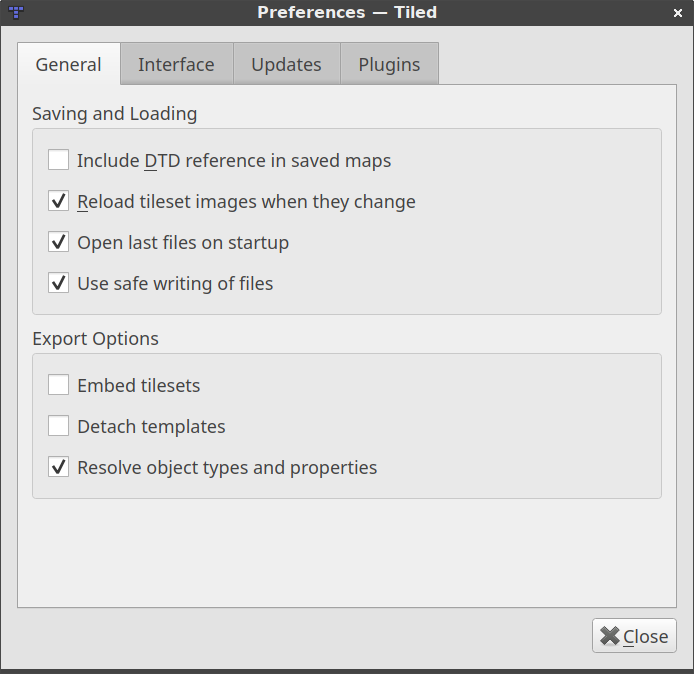 Preferences — Tiled
General Interface Updates Plugins
Saving and Loading
Include DTD reference in saved maps
Reload tileset images when they change
Open last files on startup
Use safe writing of files
Export Options
Embed tilesets
Detach templates
Resolve object types and properties
Close